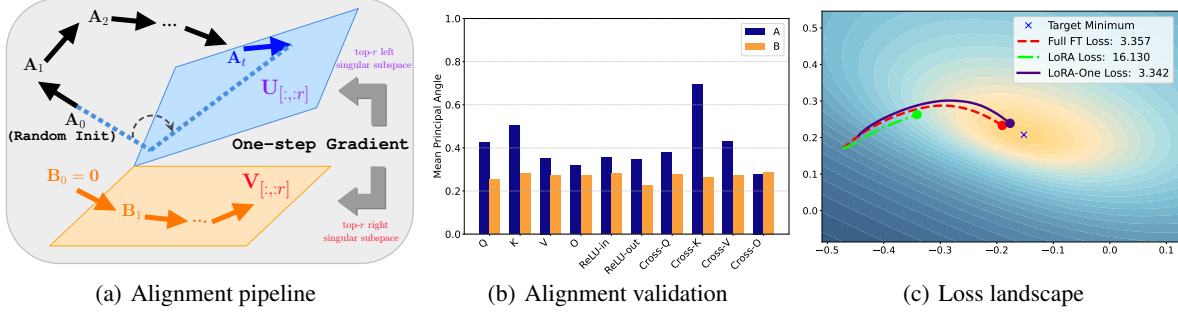 A₂
...
A₁
Aₜ
top-r left
singular subspace
U[:,:r]
A₀
(Random Init)
One-step Gradient
B₀ = 0
V[:,:r]
B₁
...
top-r right
singular subspace
(a) Alignment pipeline
1.0
0.8
0.6
0.4
0.2
0.0
Mean Principal Angle
A
B
Q
K
V
O
ReLU-in
ReLU-out
Cross-Q
Cross-K
Cross-V
Cross-O
(b) Alignment validation
Target Minimum
Full FT Loss: 3.357
LoRA Loss: 16.130
LoRA-One Loss: 3.342
0.5
0.4
0.3
0.2
0.1
0.0
−0.5
−0.4
−0.3
−0.2
−0.1
0.0
0.1
(c) Loss landscape